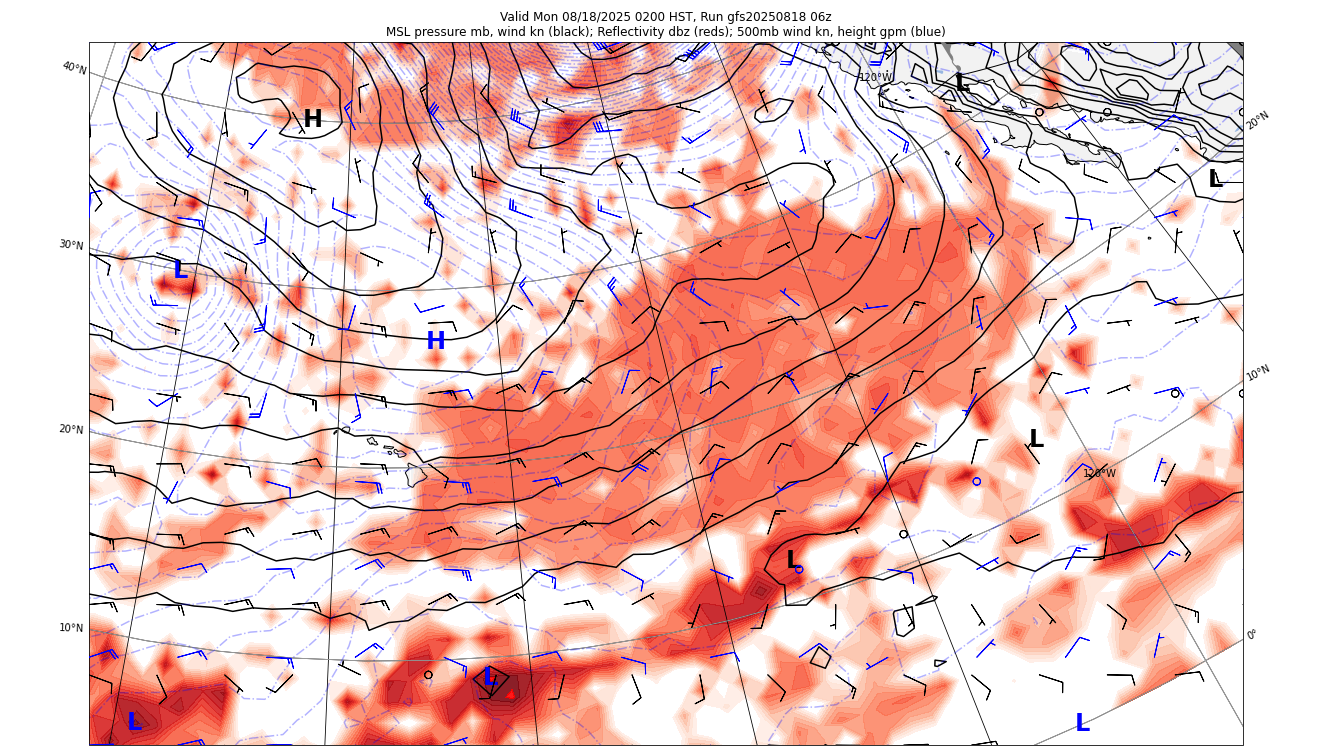 Valid Mon 08/18/2025 0200 HST, Run gfs20250818 06z
MSL pressure mb, wind kn (black); Reflectivity dbz (reds); 500mb wind kn, height gpm (blue)
40°N
120°W
L
20°N
H
L
30°N
L
H
10°N
20°N
L
120°W
L
10°N
0°
L
L
L